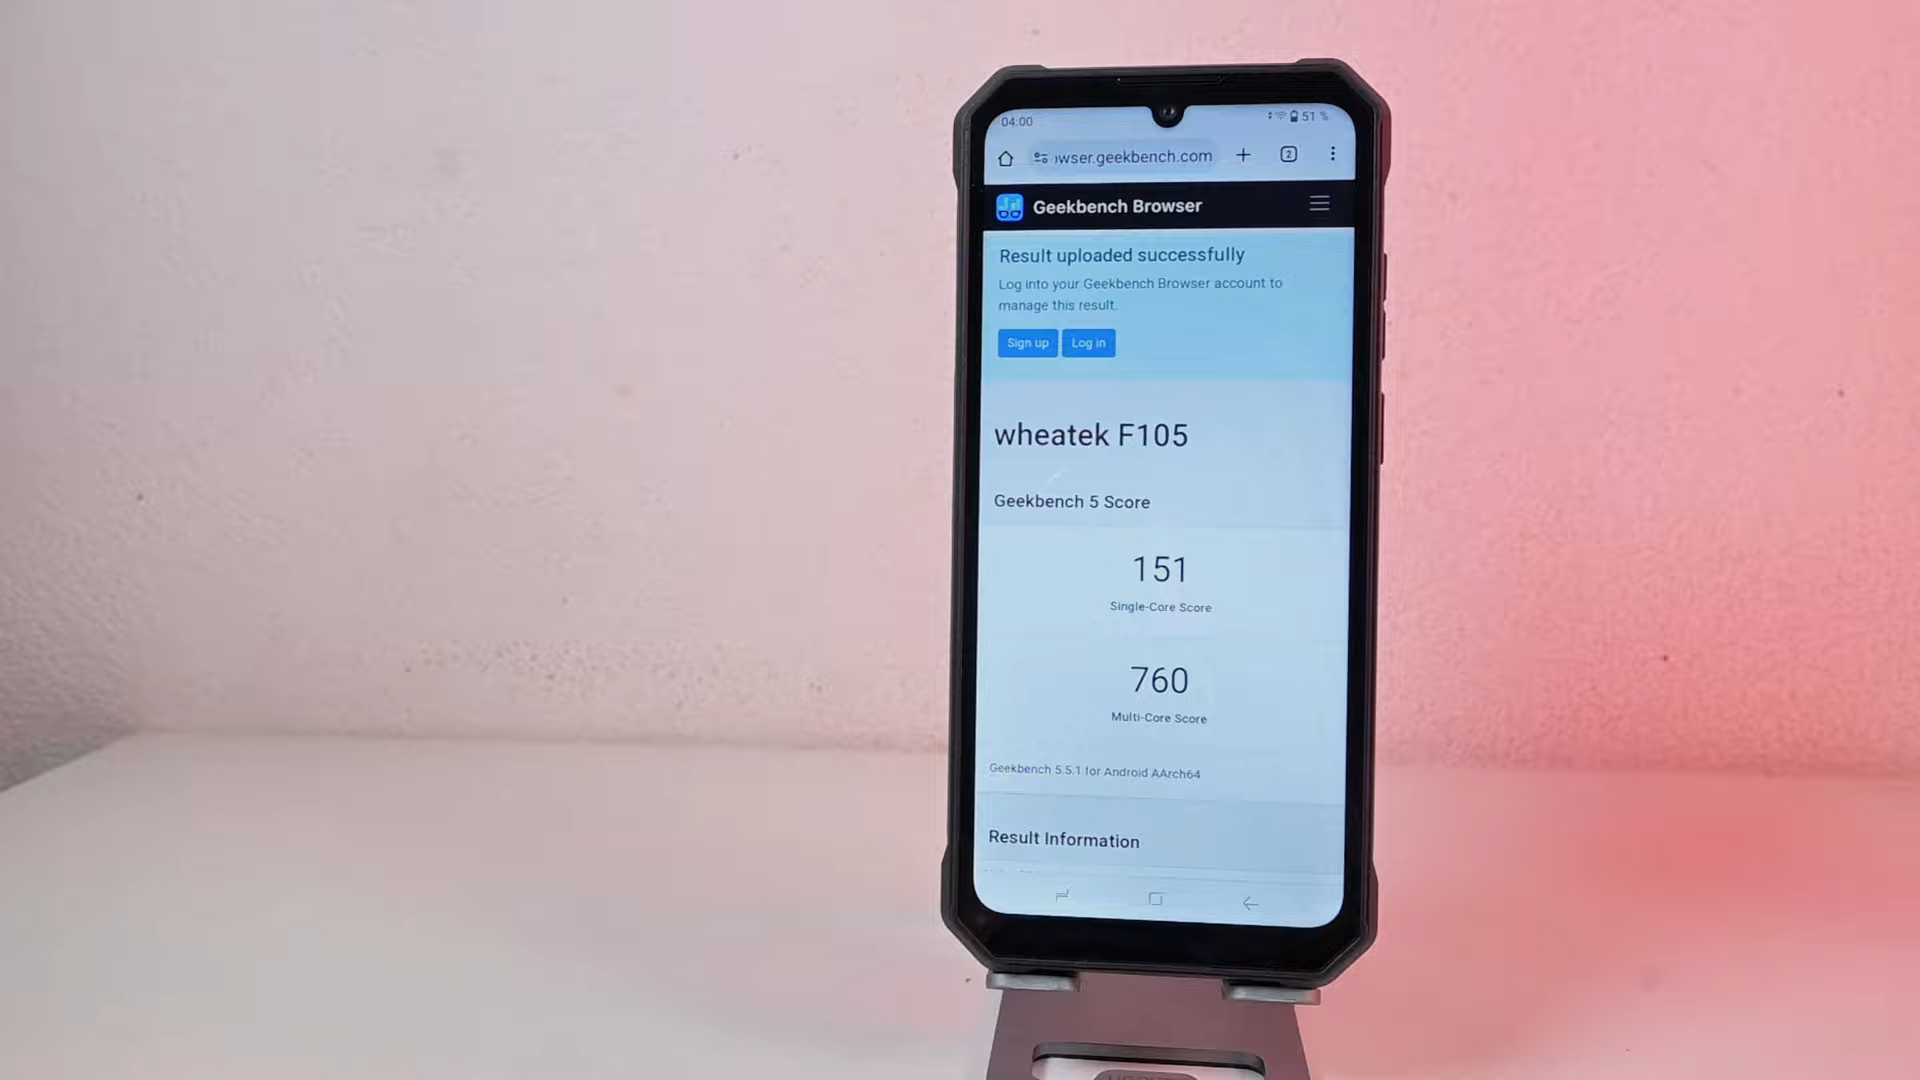 04:00
51 %
wser.geekbench.com
2
Geekbench Browser
Result uploaded successfully
Log into your Geekbench Browser account to
manage this result.
Sign up
Log in
wheatek F105
Geekbench 5 Score
151
Single-Core Score
760
Multi-Core Score
Geekbench 5.5.1 for Android AArch64
Result Information